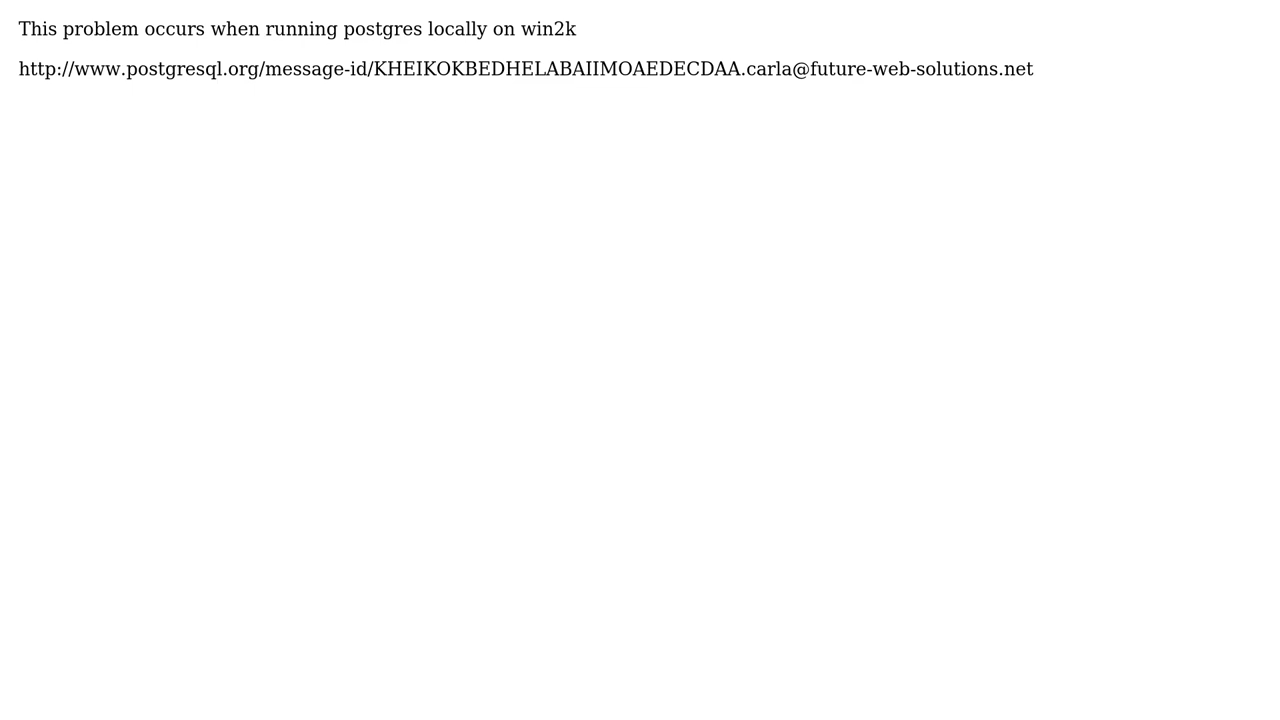 This problem occurs when running postgres locally on win2k
http://www.postgresql.org/message-id/KHEIKOKBEDHELABAIIMOAEDECDAA.carla@future-web-solutions.net